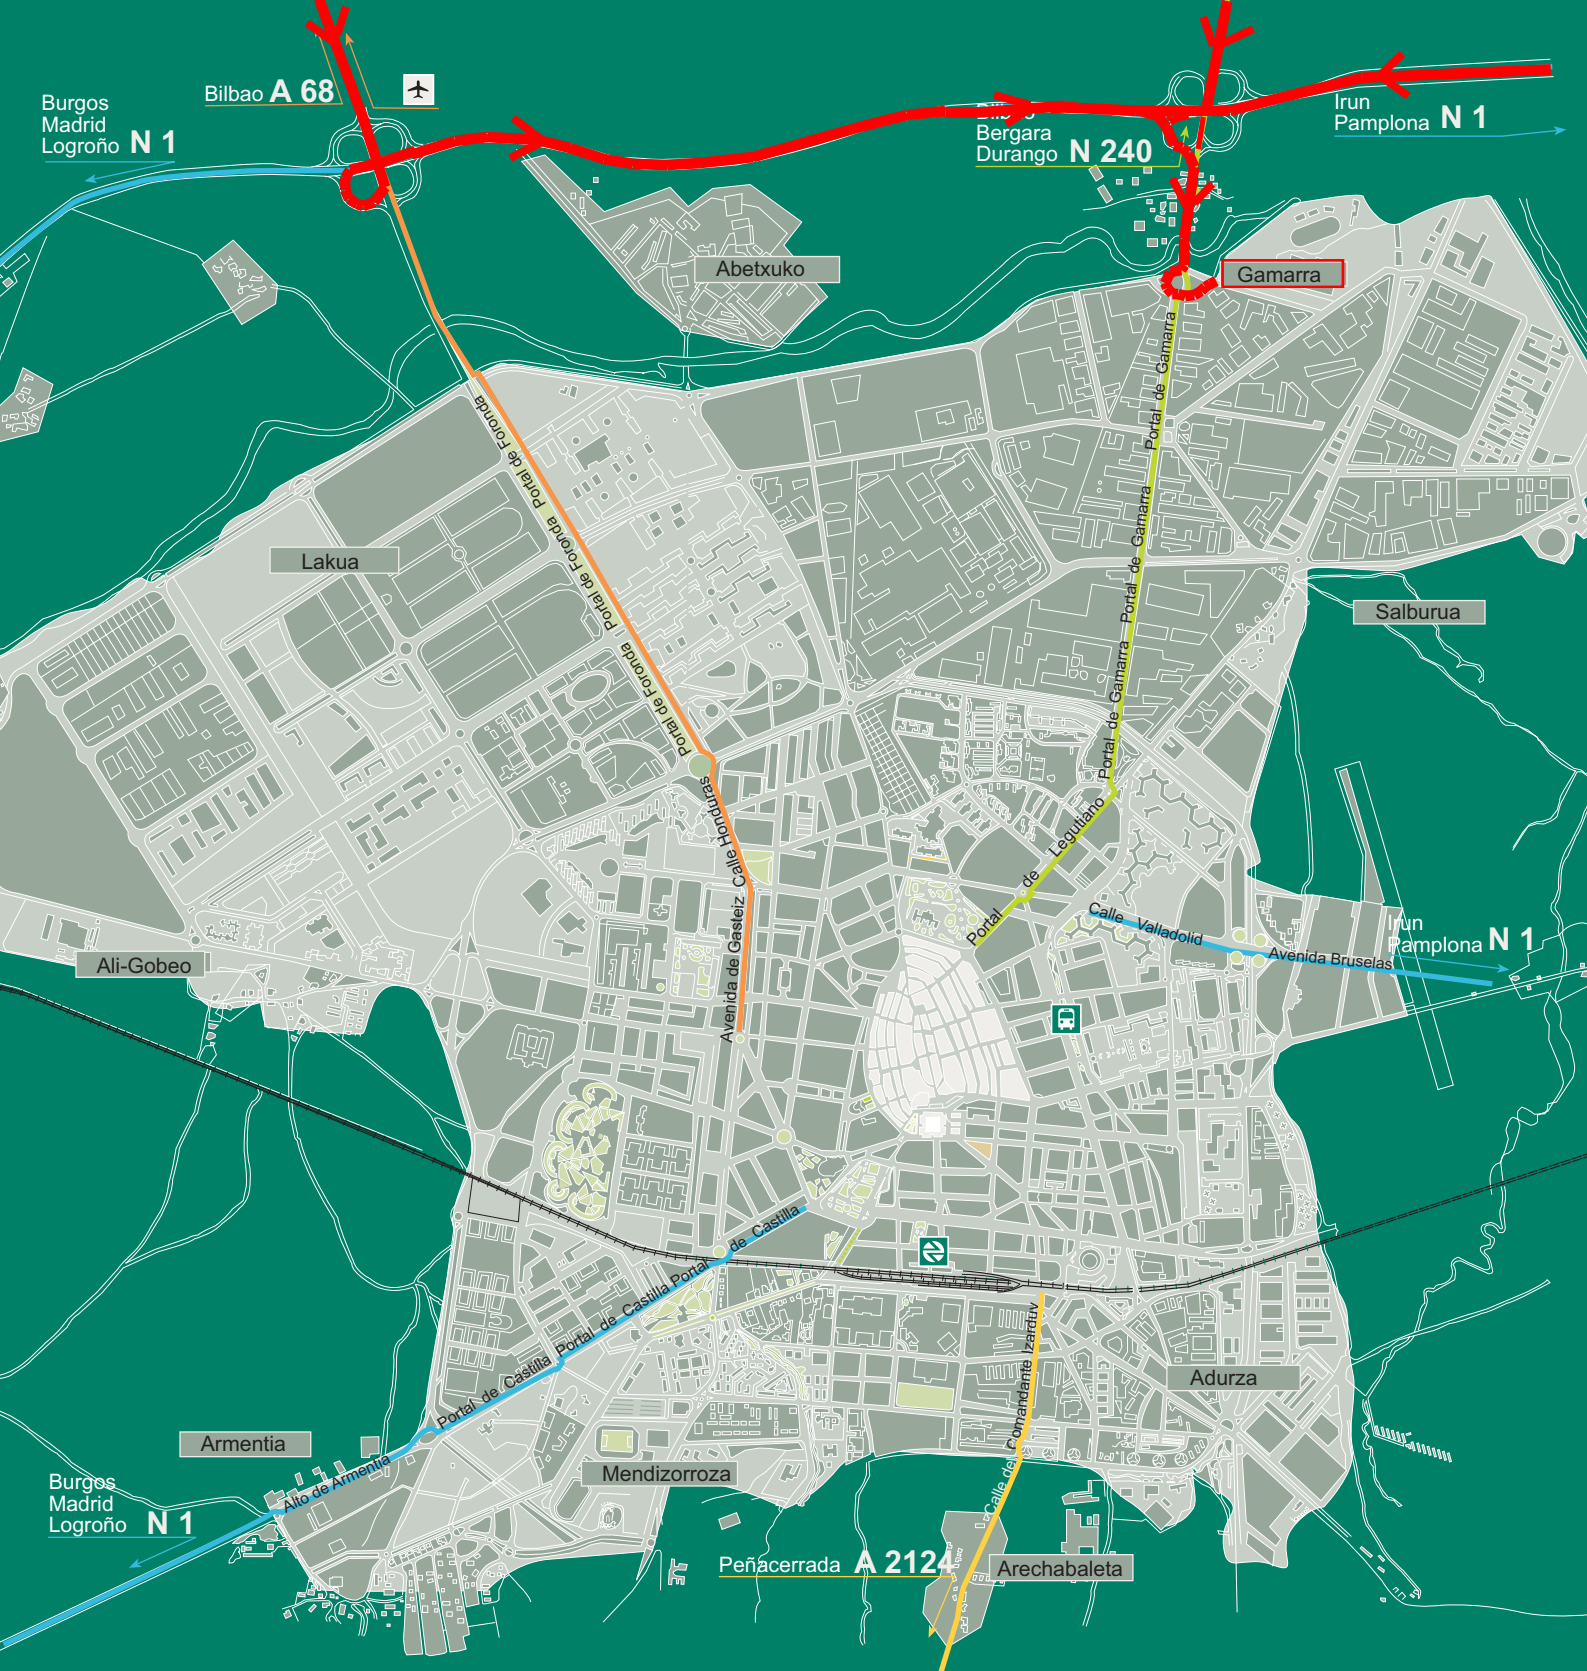 Bilbao A 68
Burgos
Madrid
Logroño N 1
Bergara
Durango N 240
Irun
Pamplona N 1
Abetxuko
Gamarra
Portal de Gamarra
Portal de Gamarra
Portal de Gamarra
Portal de Gamarra
Portal de Foronda
Portal de Foronda
Portal de Foronda
Portal de Foronda
Lakua
Salburua
Calle Honduras
Avenida de Gasteiz
Portal de Legutiano
Calle Valladolid
Avenida Bruselas
Irun
Pamplona N 1
Ali-Gobeo
Portal de Castilla
Portal de Castilla
Portal de Castilla
Alto de Armentia
Calle del Comandante Izarduy
Adurza
Armentia
Mendizorroza
Burgos
Madrid
Logroño N 1
Peñacerrada A 2124
Arechabaleta